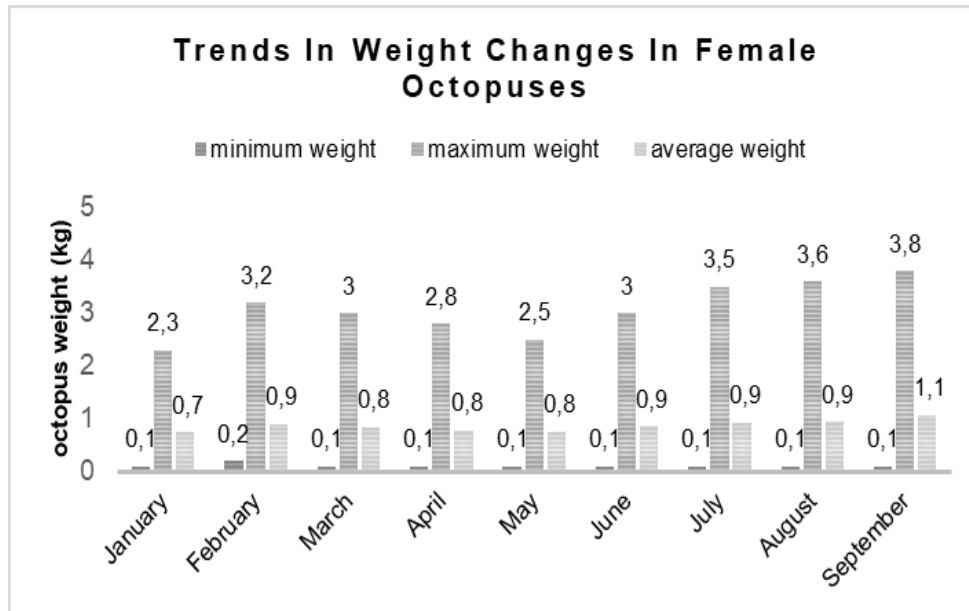 Trends In Weight Changes In Female
Octopuses
minimum weight maximum weight average weight
octopus weight (kg)
5
4
3
2
1
0
0,1 2,3 0,7
0,2 3,2 0,9
0,1 3 0,8
0,1 2,8 0,8
0,1 2,5 0,8
0,1 3 0,9
0,1 3,5 0,9
0,1 3,6 0,9
0,1 3,8 1,1
January
February
March
April
May
June
July
August
September